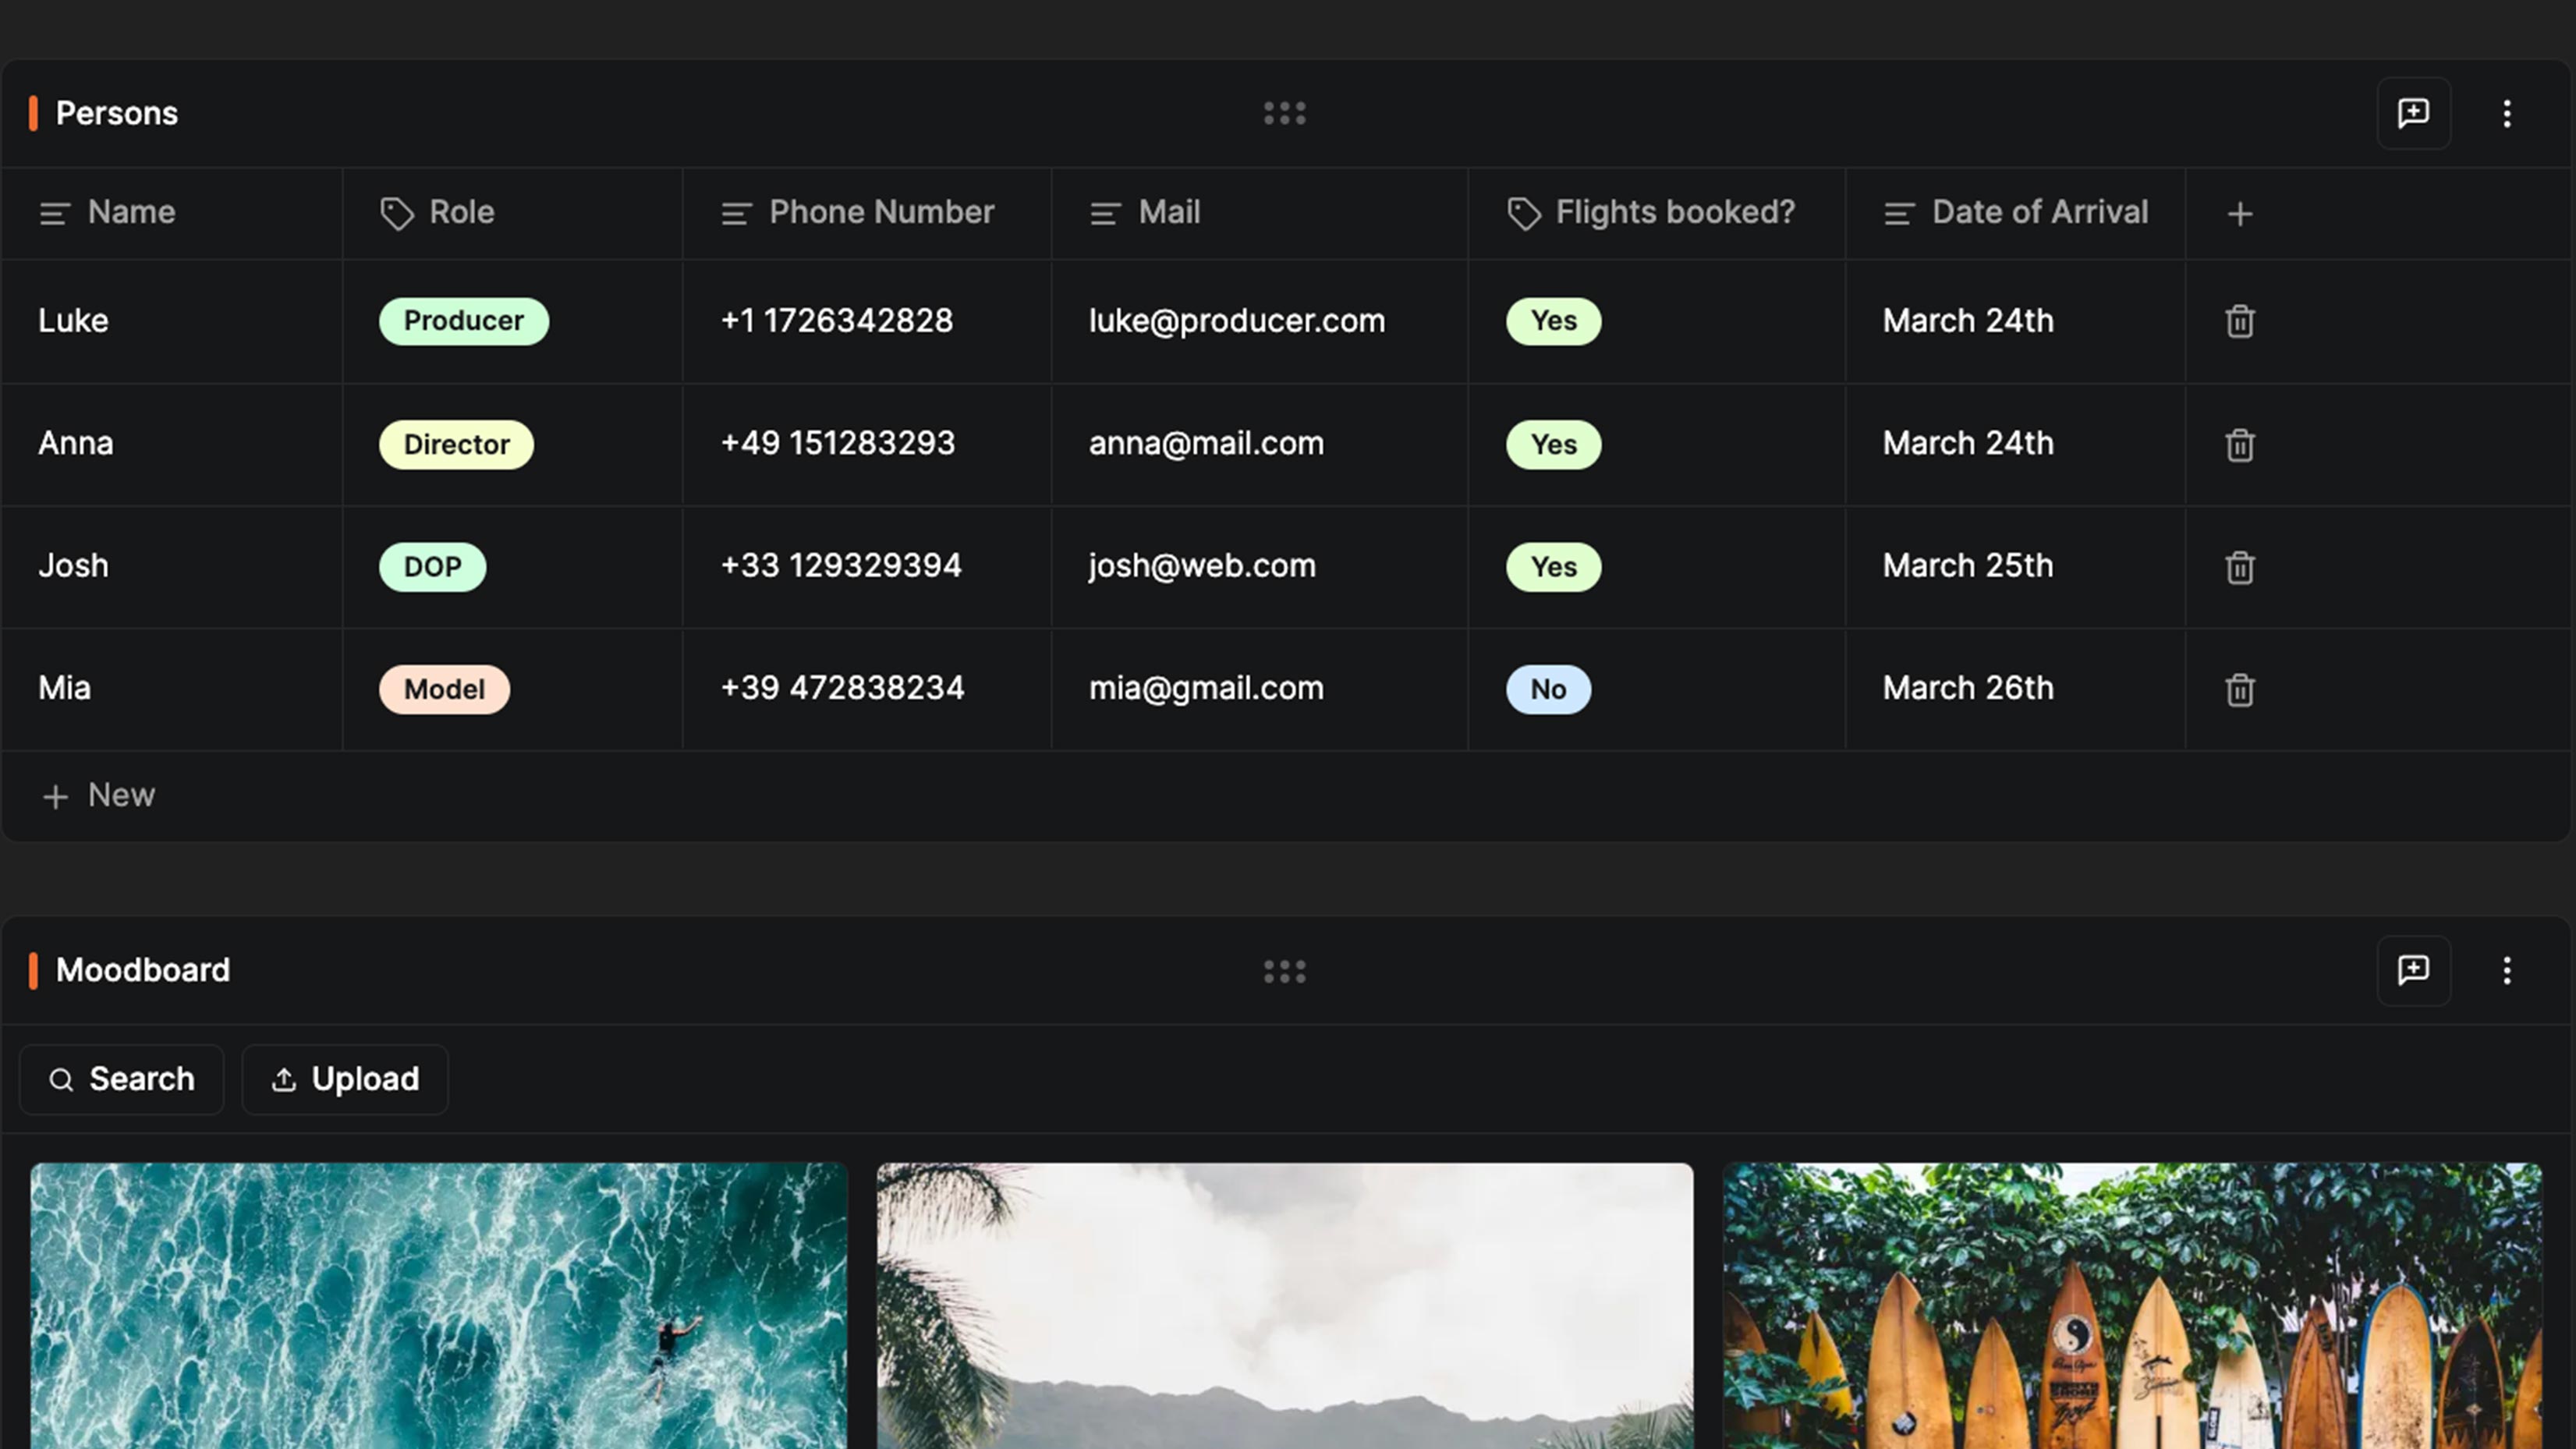 Persons
Name Role Phone Number Mail Flights booked? Date of Arrival
Luke Producer +1 1726342828 luke@producer.com Yes March 24th
Anna Director +49 151283293 anna@mail.com Yes March 24th
Josh DOP +33 129329394 josh@web.com Yes March 25th
Mia Model +39 472838234 mia@gmail.com No March 26th
New
Moodboard
Search Upload